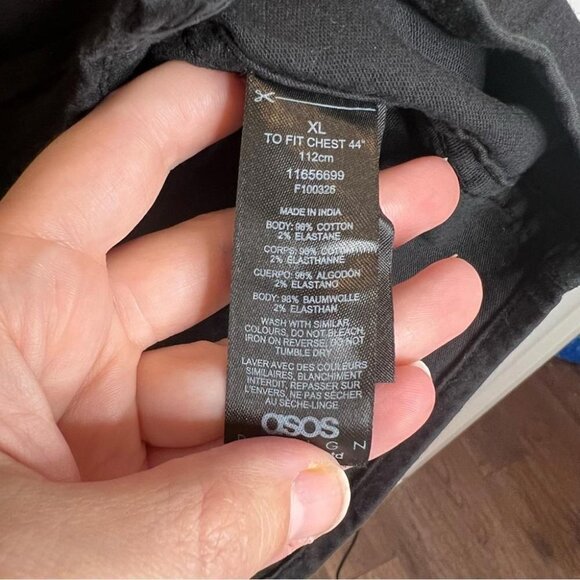 XL
TO FIT CHEST 44"
112cm
11656699
F100326
MADE IN INDIA
BODY: 98% COTTON
2% ELASTANE
CORPS: 98% COTON
2% ELASTHANNE
CUERPO: 98% ALGODÓN
2% ELASTANO
BODY: 98% BAUMWOLLE
2% ELASTHAN
WASH WITH SIMILAR
COLOURS, DO NOT BLEACH,
IRON ON REVERSE, DO NOT
TUMBLE DRY
LAVER AVEC DES COULEURS
SIMILAIRES, BLANCHIMENT
INTERDIT, REPASSER SUR
L'ENVERS, NE PAS SÉCHER
AU SÈCHE-LINGE
asos